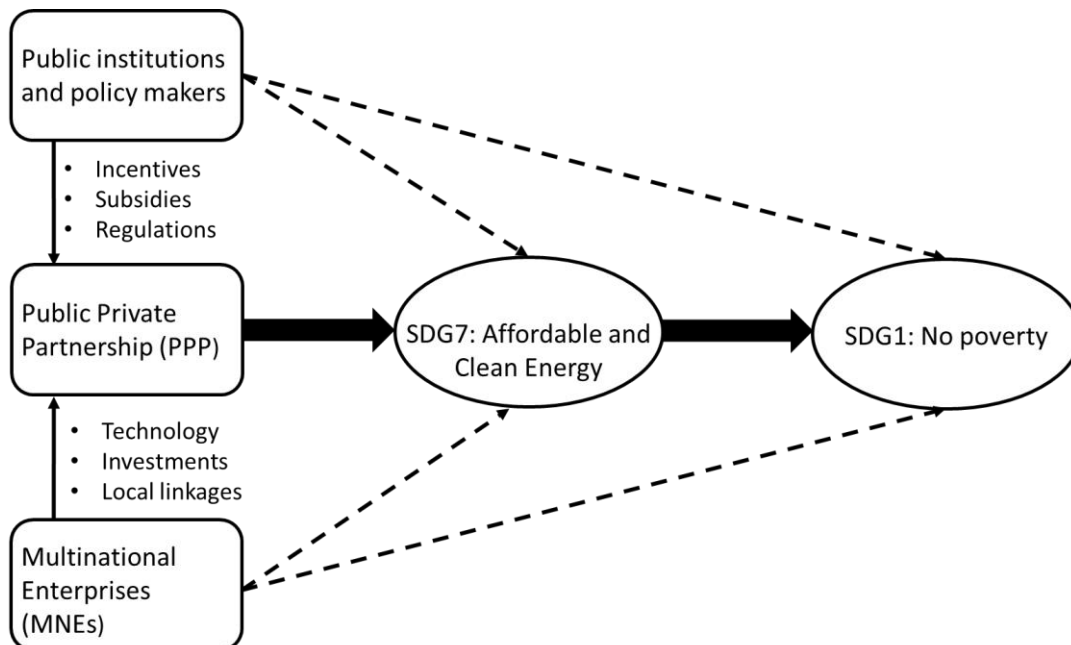 Public institutions
and policy makers
• Incentives
• Subsidies
• Regulations
Public Private
Partnership (PPP)
SDG7: Affordable and
Clean Energy
SDG1: No poverty
• Technology
• Investments
• Local linkages
Multinational
Enterprises
(MNEs)